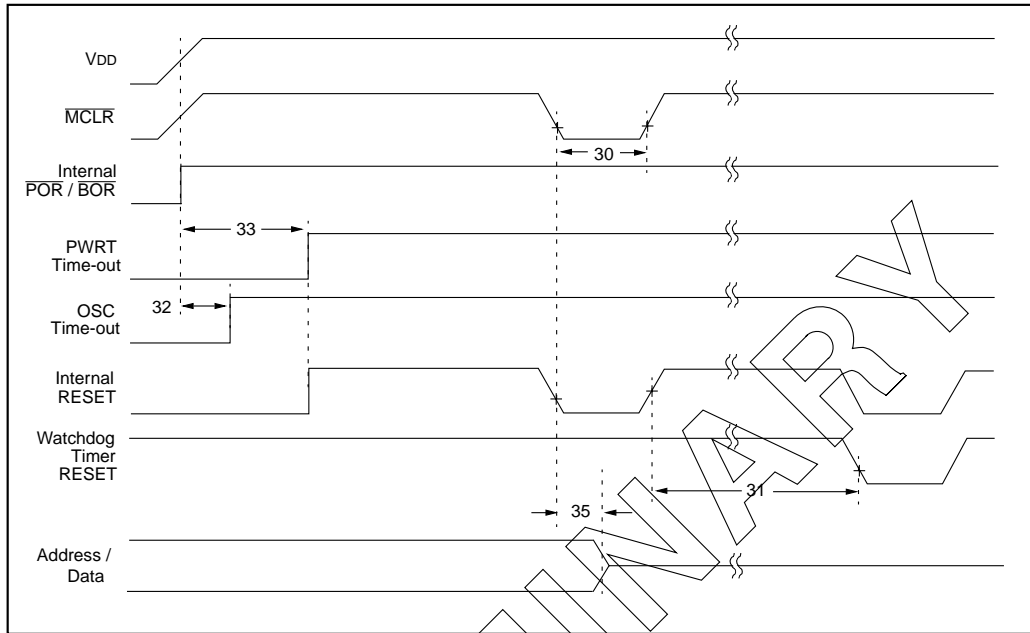 VDD
MCLR
30
Internal
POR / BOR
33
PWRT
Time-out
32
OSC
Time-out
Internal
RESET
Watchdog
Timer
RESET
31
35
Address /
Data
INARY